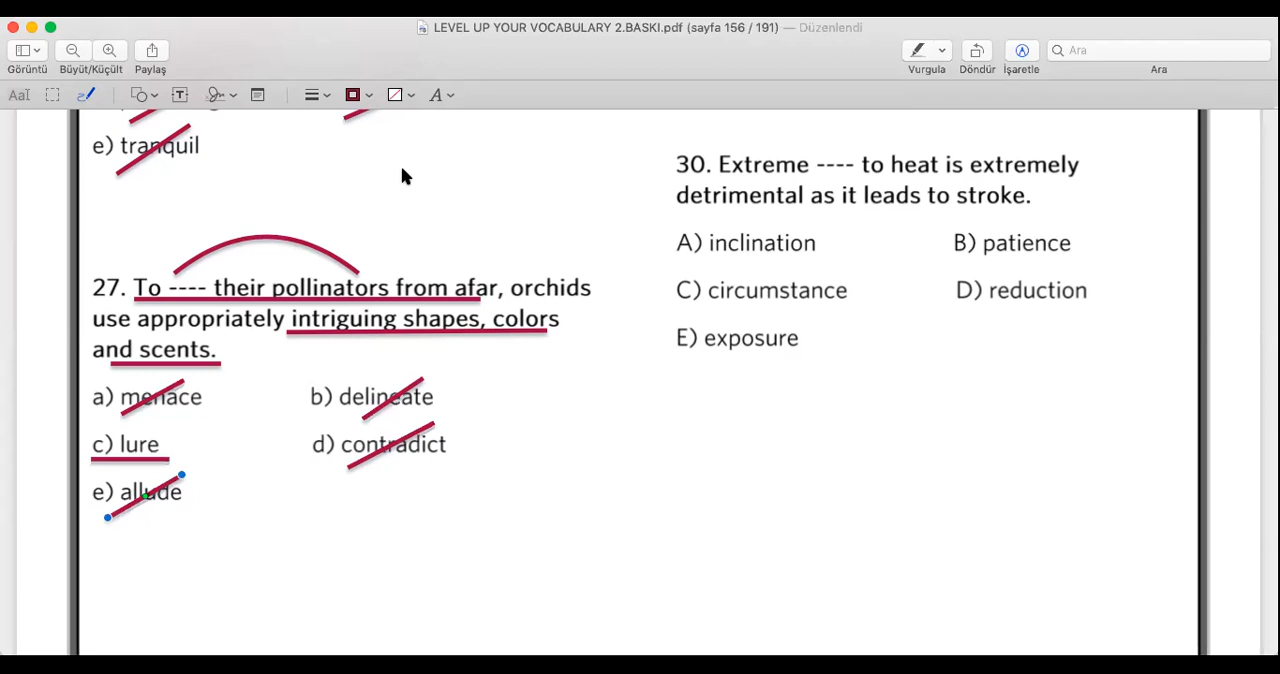 LEVEL UP YOUR VOCABULARY 2.BASKI.pdf (sayfa 156 / 191) — Düzenlendi
Görüntü Büyüt/Küçült Paylaş Vurgula Döndür İşaretle Ara
Ara
AaI T A
e) tranquil
27. To ---- their pollinators from afar, orchids
use appropriately intriguing shapes, colors
and scents.
a) menace b) delineate
c) lure d) contradict
e) allude
30. Extreme ---- to heat is extremely
detrimental as it leads to stroke.
A) inclination B) patience
C) circumstance D) reduction
E) exposure